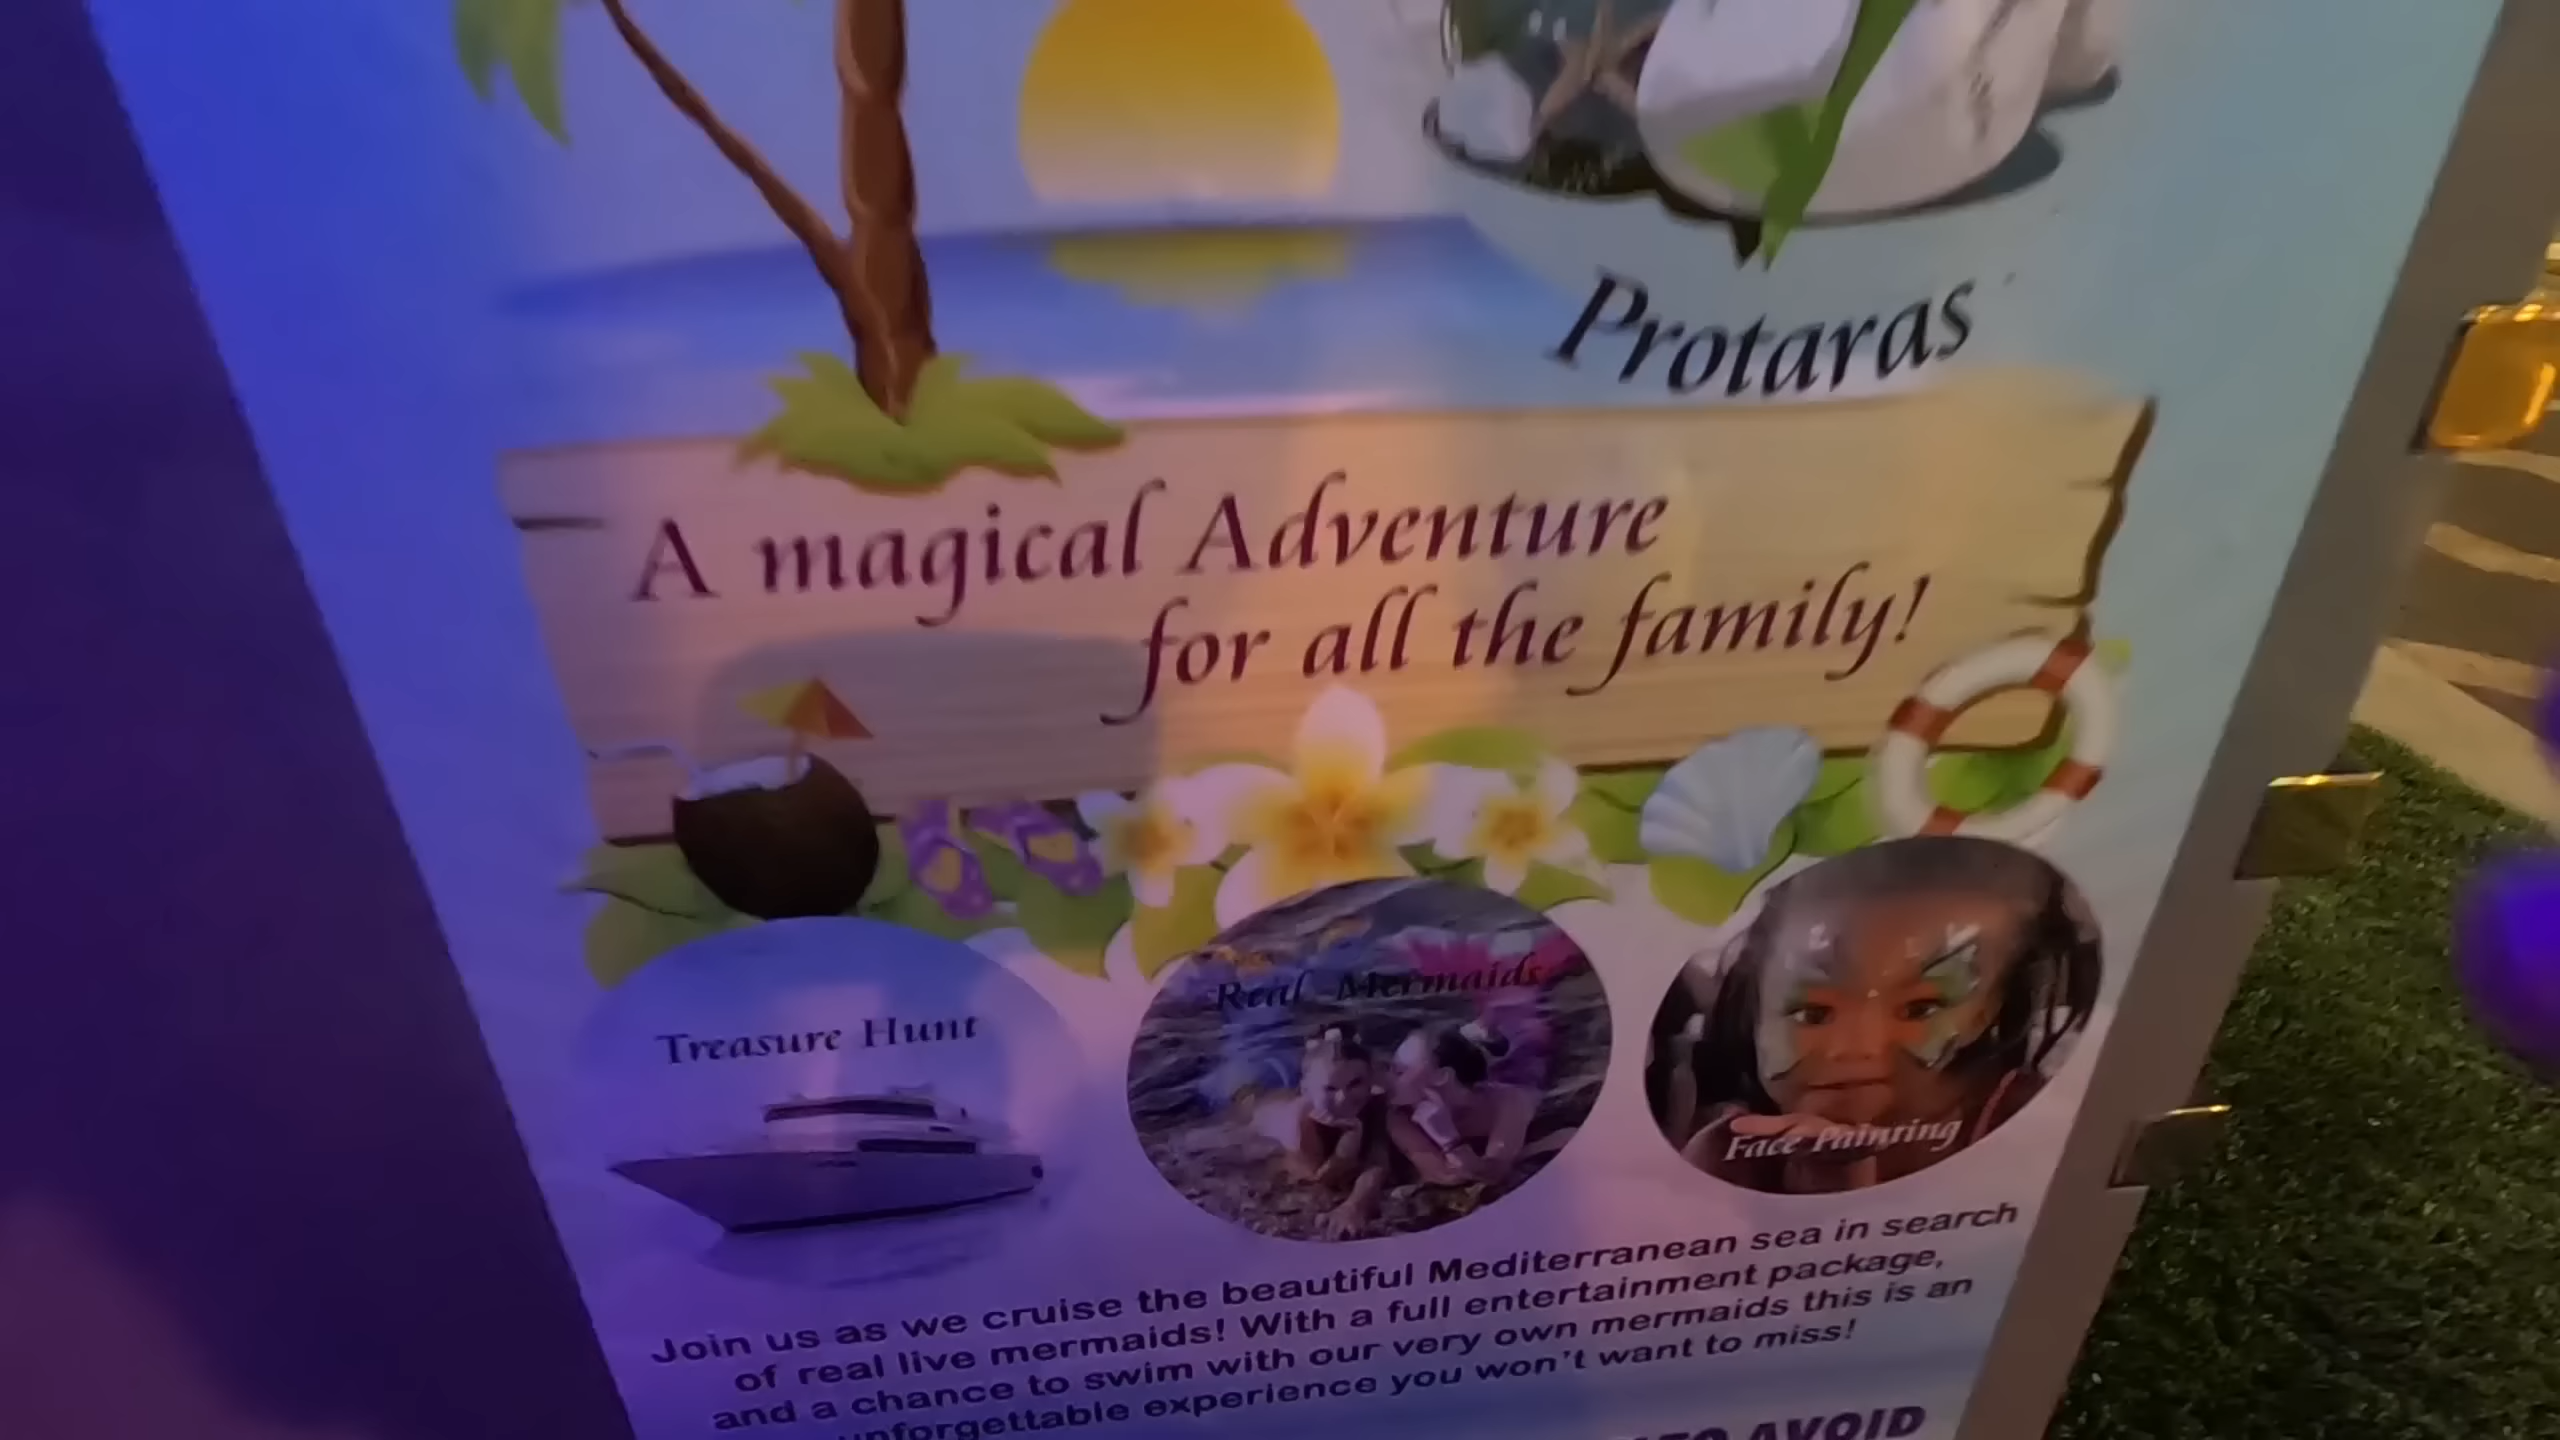 Protaras
A magical Adventure
for all the family!
Treasure Hunt
Real Mermaids
Face Painting
Join us as we cruise the beautiful Mediterranean sea in search
of real live mermaids! With a full entertainment package,
and a chance to swim with our very own mermaids this is an
unforgettable experience you won't want to miss!
TO AVOID